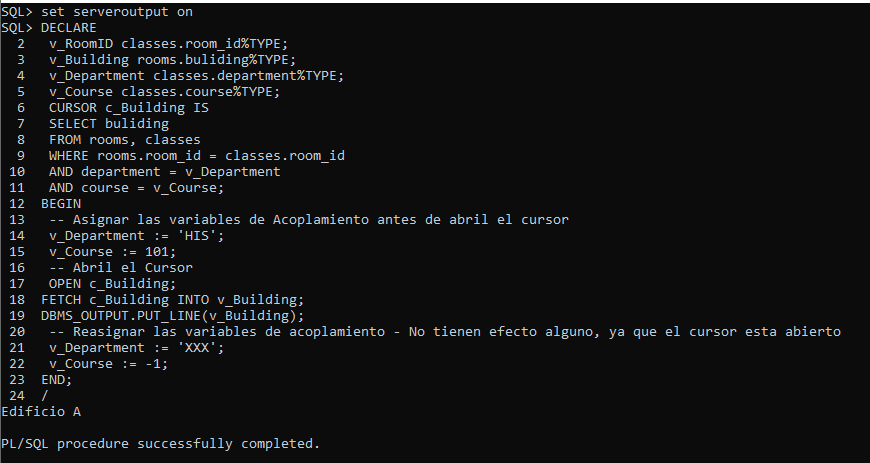 SQL> set serveroutput on
SQL> DECLARE
2 v_RoomID classes.room_id%TYPE;
3 v_Building rooms.buliding%TYPE;
4 v_Department classes.department%TYPE;
5 v_Course classes.course%TYPE;
6 CURSOR c_Building IS
7 SELECT buliding
8 FROM rooms, classes
9 WHERE rooms.room_id = classes.room_id
10 AND department = v_Department
11 AND course = v_Course;
12 BEGIN
13 -- Asignar las variables de Acoplamiento antes de abril el cursor
14 v_Department := 'HIS';
15 v_Course := 101;
16 -- Abril el Cursor
17 OPEN c_Building;
18 FETCH c_Building INTO v_Building;
19 DBMS_OUTPUT.PUT_LINE(v_Building);
20 -- Reasignar las variables de acoplamiento - No tienen efecto alguno, ya que el cursor esta abierto
21 v_Department := 'XXX';
22 v_Course := -1;
23 END;
24 /
Edificio A
PL/SQL procedure successfully completed.